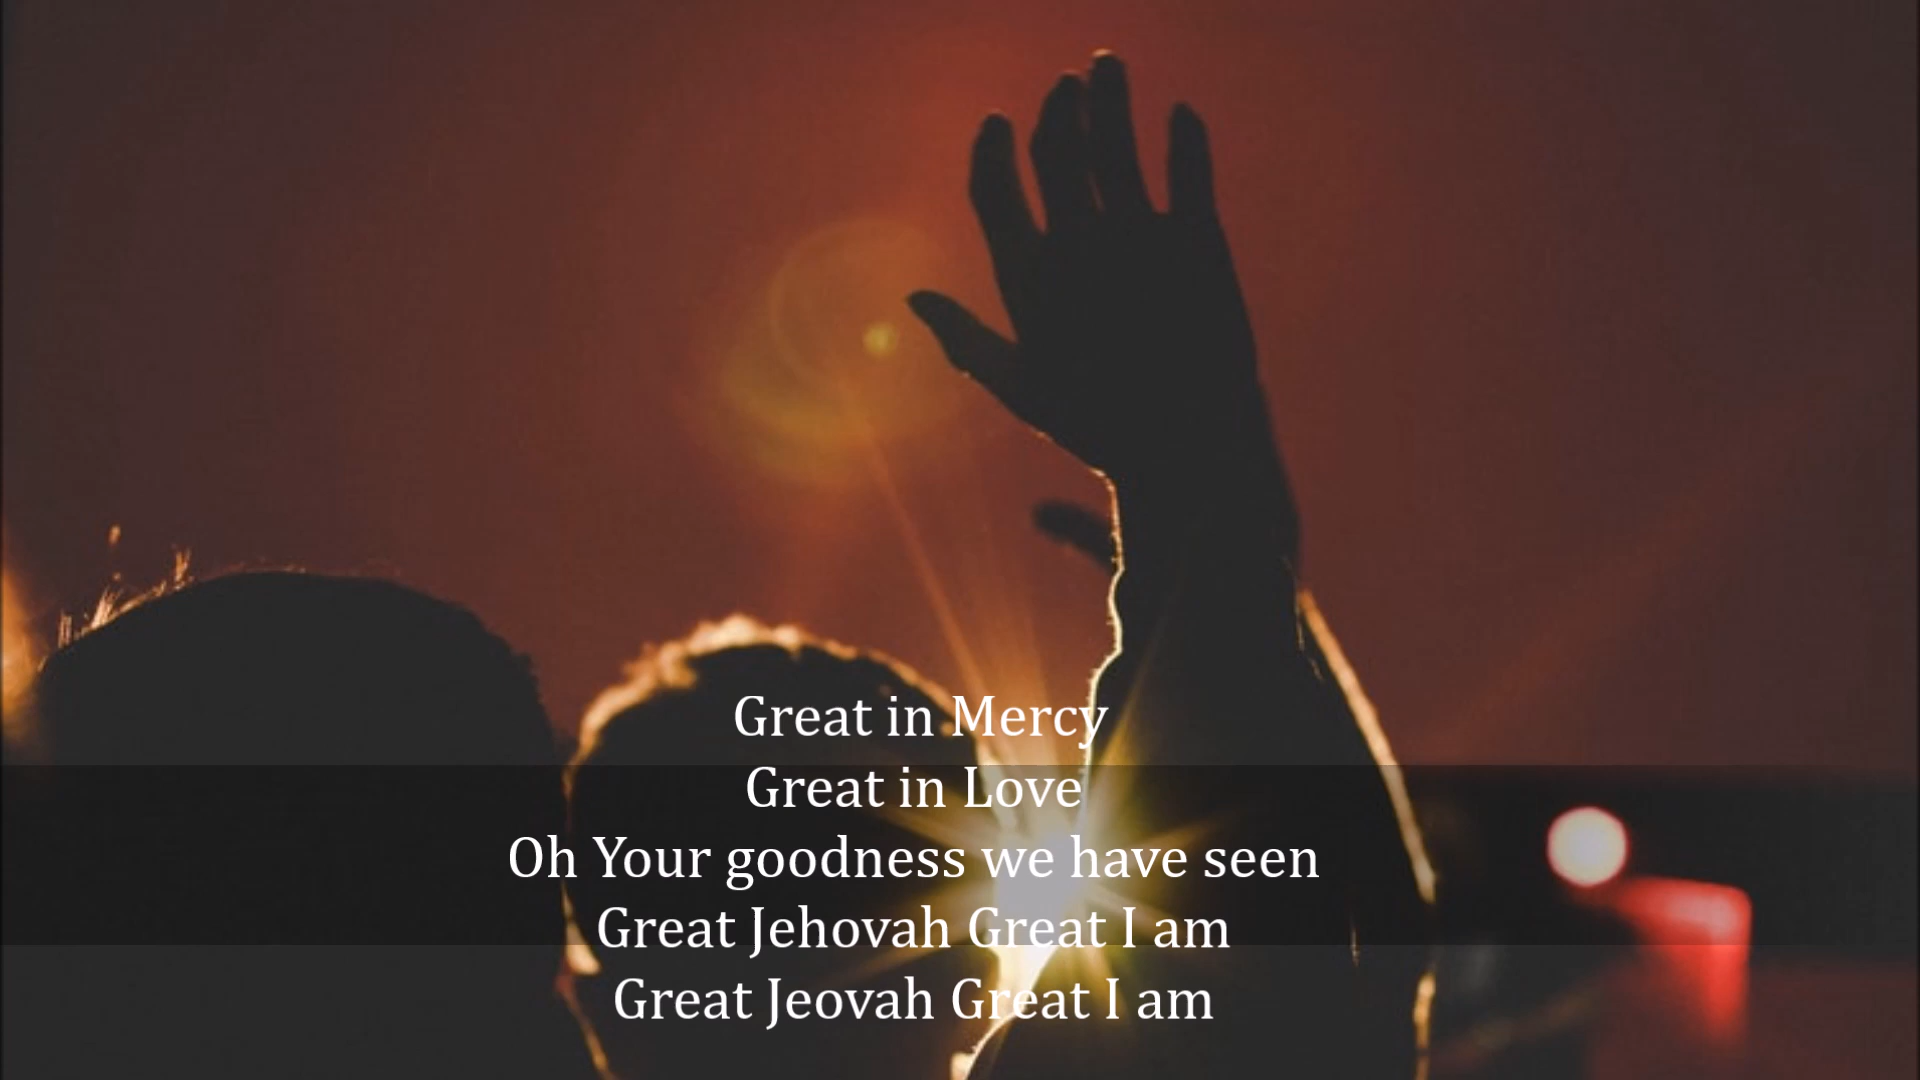 Great in Mercy
Great in Love
Oh Your goodness we have seen
Great Jehovah Great I am
Great Jeovah Great I am